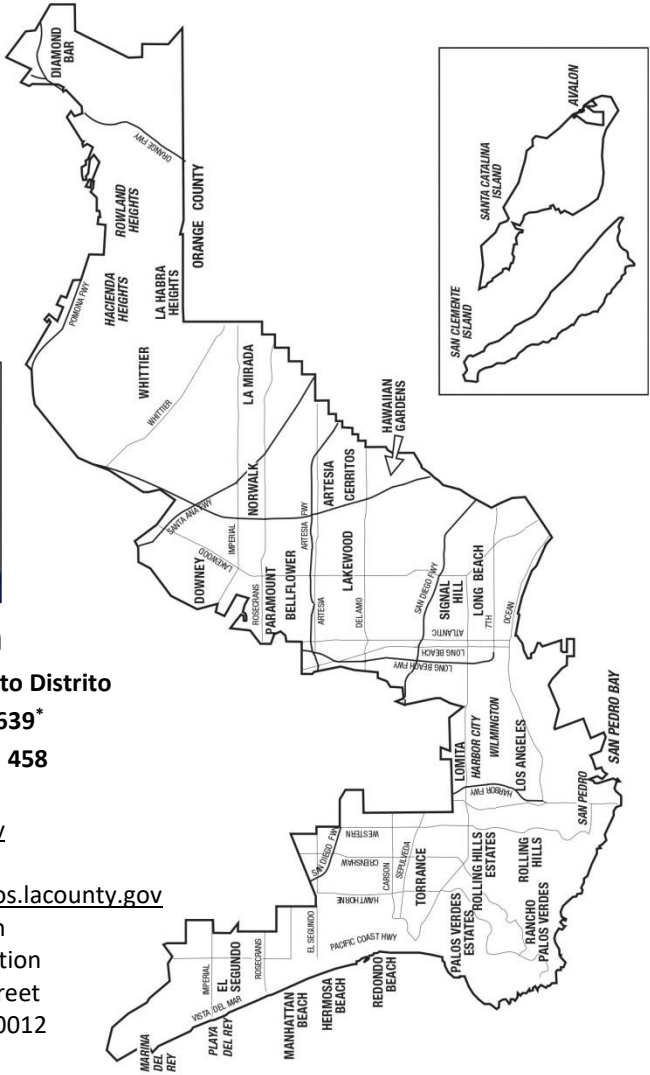 to Distrito
639*
458
os.lacounty.gov
tion
reet
0012
DIAMOND
BAR
ORANGE FWY
ROWLAND
HEIGHTS
ORANGE COUNTY
POMONA FWY
HACIENDA
HEIGHTS
LA HABRA
HEIGHTS
WHITTIER
WHITTIER
LA MIRADA
HAWAIIAN
GARDENS
SANTA ANA FWY
NORWALK
ARTESIA
CERRITOS
LAKEWOOD
IMPERIAL
ARTESIA FWY
DOWNEY
ROSECRANS
PARAMOUNT
BELLFLOWER
ARTESIA
LAKEWOOD
DEL AMO
SAN DIEGO FWY
SIGNAL
HILL
LONG BEACH
ATLANTIC
7TH
OCEAN
LONG BEACH
LONG BEACH FWY
LOMITA
HARBOR CITY
WILMINGTON
LOS ANGELES
SAN PEDRO BAY
HARBOR FWY
SAN PEDRO
WESTERN
SAN DIEGO FWY
CRENSHAW
CARSON
SEPULVEDA
TORRANCE
ROLLING HILLS
ESTATES
ROLLING
HILLS
HAWTHORNE
PALOS VERDES
ESTATES
RANCHO
PALOS VERDES
EL SEGUNDO
PACIFIC COAST HWY
REDONDO
BEACH
HERMOSA
BEACH
MANHATTAN
BEACH
IMPERIAL
EL
SEGUNDO
ROSECRANS
VISTA DEL MAR
PLAYA
DEL REY
MARINA
DEL
REY
AVALON
SANTA CATALINA
ISLAND
SAN CLEMENTE
ISLAND